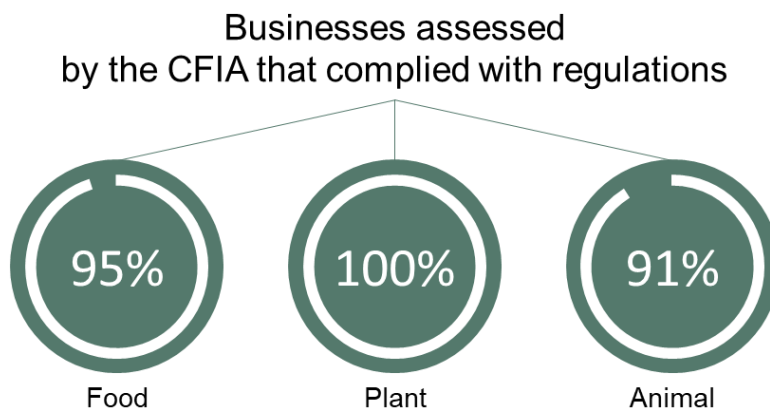 Businesses assessed
by the CFIA that complied with regulations
95%
100%
91%
Food
Plant
Animal